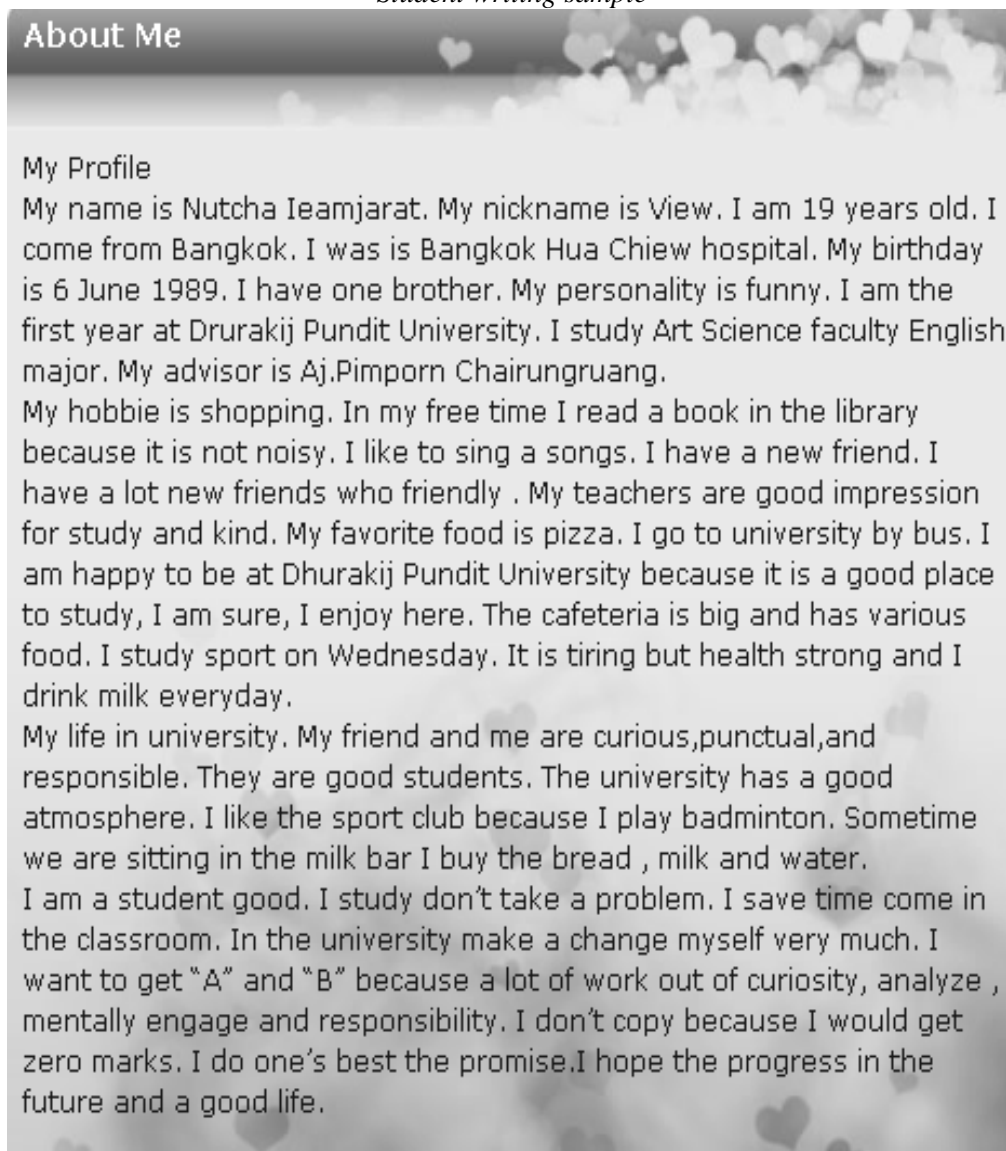 Student writing sample
About Me
My Profile
My name is Nutcha Ieamjarat. My nickname is View. I am 19 years old. I
come from Bangkok. I was is Bangkok Hua Chiew hospital. My birthday
is 6 June 1989. I have one brother. My personality is funny. I am the
first year at Drurakij Pundit University. I study Art Science faculty English
major. My advisor is Aj.Pimporn Chairungruang.
My hobbie is shopping. In my free time I read a book in the library
because it is not noisy. I like to sing a songs. I have a new friend. I
have a lot new friends who friendly . My teachers are good impression
for study and kind. My favorite food is pizza. I go to university by bus. I
am happy to be at Dhurakij Pundit University because it is a good place
to study, I am sure, I enjoy here. The cafeteria is big and has various
food. I study sport on Wednesday. It is tiring but health strong and I
drink milk everyday.
My life in university. My friend and me are curious,punctual,and
responsible. They are good students. The university has a good
atmosphere. I like the sport club because I play badminton. Sometime
we are sitting in the milk bar I buy the bread , milk and water.
I am a student good. I study don't take a problem. I save time come in
the classroom. In the university make a change myself very much. I
want to get “A” and “B” because a lot of work out of curiosity, analyze ,
mentally engage and responsibility. I don't copy because I would get
zero marks. I do one's best the promise.I hope the progress in the
future and a good life.